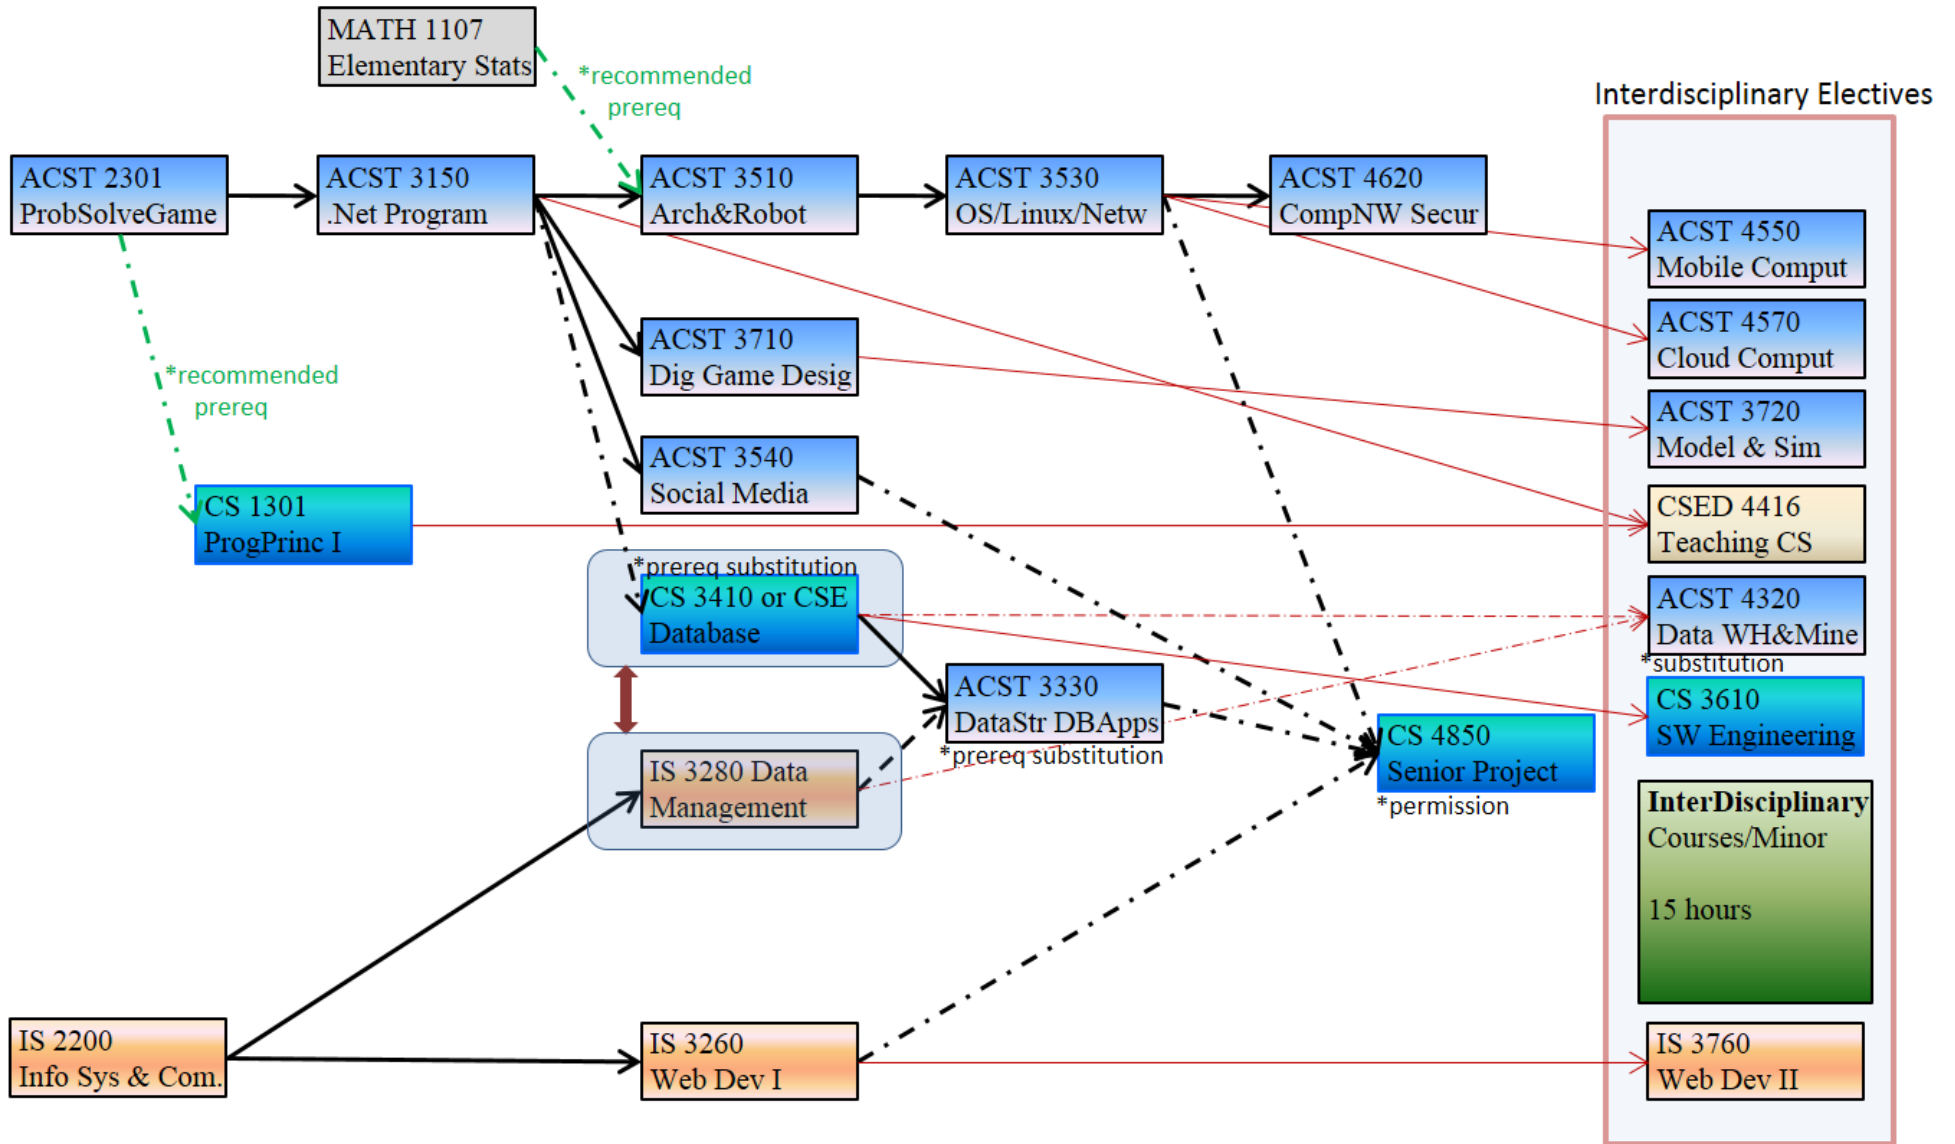 MATH 1107
Elementary Stats
*recommended
prereq
Interdisciplinary Electives
ACST 2301
ProbSolveGame
ACST 3150
.Net Program
ACST 3510
Arch&Robot
ACST 3530
OS/Linux/Netw
ACST 4620
CompNW Secur
ACST 4550
Mobile Comput
ACST 3710
Dig Game Desig
ACST 4570
Cloud Comput
*recommended
prereq
ACST 3720
Model & Sim
ACST 3540
Social Media
CS 1301
ProgPrinc I
CSED 4416
Teaching CS
*prereq substitution
CS 3410 or CSE
Database
ACST 4320
Data WH&Mine
*substitution
ACST 3330
DataStr DBApps
*prereq substitution
CS 3610
SW Engineering
CS 4850
Senior Project
*permission
IS 3280 Data
Management
InterDisciplinary
Courses/Minor
15 hours
IS 2200
Info Sys & Com.
IS 3260
Web Dev I
IS 3760
Web Dev II